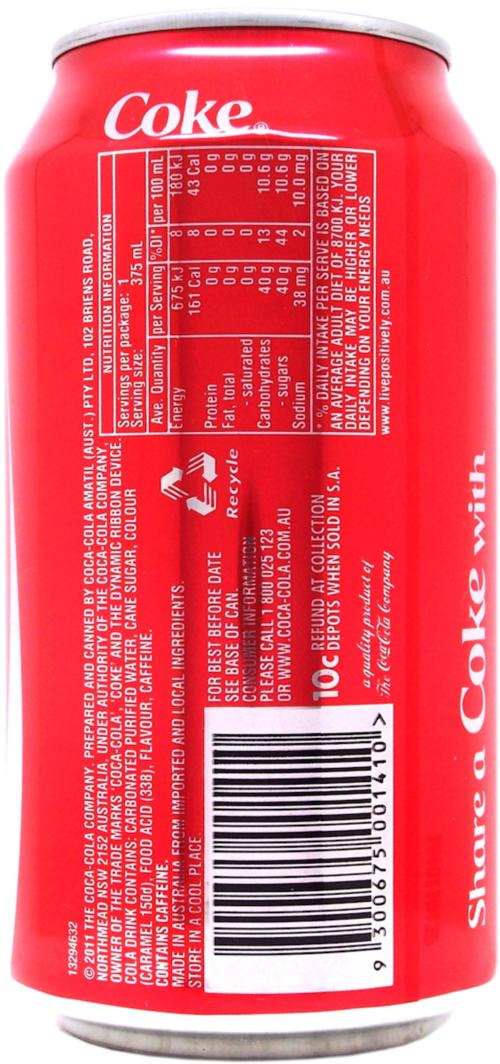 Coke®
13294632
© 2011 THE COCA-COLA COMPANY. PREPARED AND CANNED BY COCA-COLA AMATIL (AUST.) PTY LTD, 102 BRIENS ROAD,
NORTHMEAD NSW 2152 AUSTRALIA, UNDER AUTHORITY OF THE COCA-COLA COMPANY,
OWNER OF THE TRADE MARKS 'COCA-COLA', 'COKE' AND THE DYNAMIC RIBBON DEVICE.
COLA DRINK CONTAINS: CARBONATED PURIFIED WATER, CANE SUGAR, COLOUR
(CARAMEL 150d), FOOD ACID (338), FLAVOUR, CAFFEINE.
CONTAINS CAFFEINE.
MADE IN AUSTRALIA FROM IMPORTED AND LOCAL INGREDIENTS.
STORE IN A COOL PLACE.
NUTRITION INFORMATION
Servings per package: 1
Serving size: 375 mL
Ave. Quantity per Serving %DI* per 100 mL
Energy 675 kJ 8 180 kJ
161 Cal 8 43 Cal
Protein 0 g 0 0 g
Fat, total 0 g 0 0 g
- saturated 0 g 0 0 g
Carbohydrates 40 g 13 10.6 g
- sugars 40 g 44 10.6 g
Sodium 38 mg 2 10.0 mg
* % DAILY INTAKE PER SERVE IS BASED ON
AN AVERAGE ADULT DIET OF 8700 KJ. YOUR
DAILY INTAKE MAY BE HIGHER OR LOWER
DEPENDING ON YOUR ENERGY NEEDS
www.livepositively.com.au
Recycle
FOR BEST BEFORE DATE
SEE BASE OF CAN.
CONSUMER INFORMATION
PLEASE CALL 1 800 025 123
OR WWW.COCA-COLA.COM.AU
10c REFUND AT COLLECTION
DEPOTS WHEN SOLD IN S.A.
a quality product of
The Coca-Cola Company
9 300675 001410 >
Share a Coke with